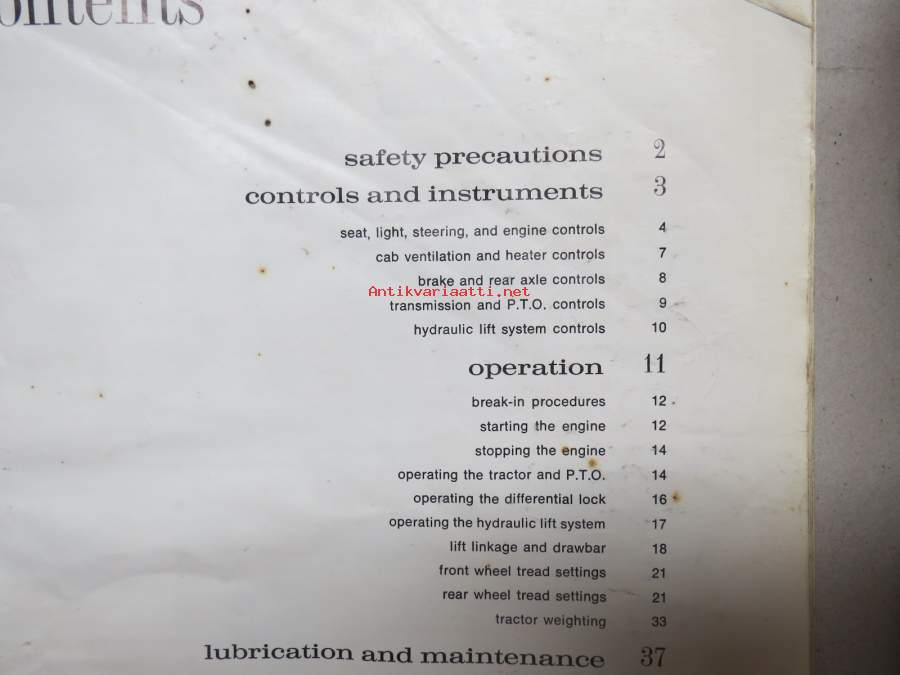 contents
safety precautions 2
controls and instruments 3
seat, light, steering, and engine controls 4
cab ventilation and heater controls 7
brake and rear axle controls 8
Antikvariaatti.net
transmission and P.T.O. controls 9
hydraulic lift system controls 10
operation 11
break-in procedures 12
starting the engine 12
stopping the engine 14
operating the tractor and P.T.O. 14
operating the differential lock 16
operating the hydraulic lift system 17
lift linkage and drawbar 18
front wheel tread settings 21
rear wheel tread settings 21
tractor weighting 33
lubrication and maintenance 37